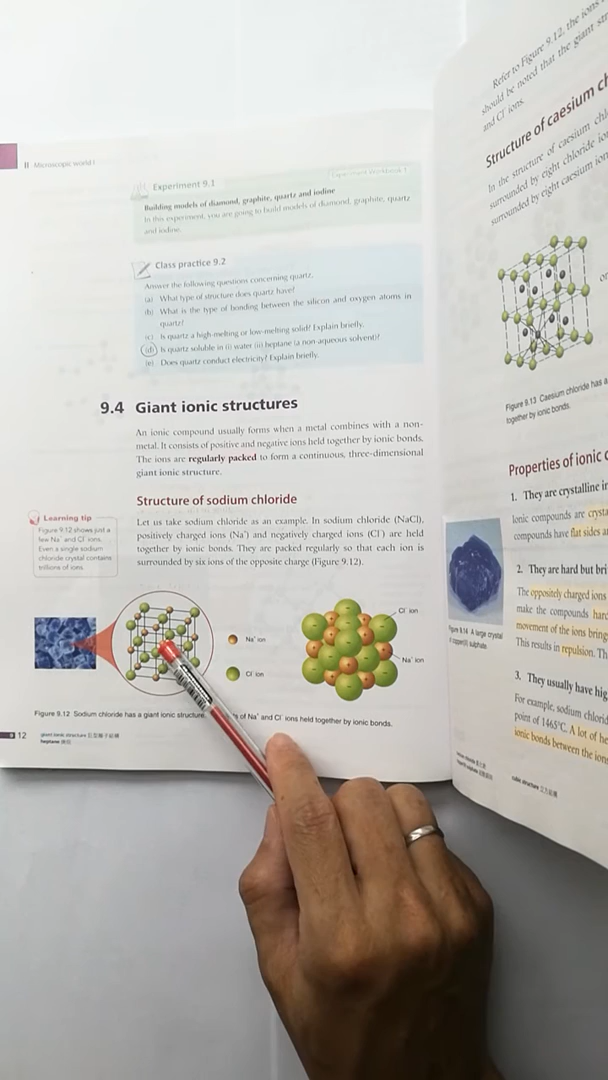 II Microscopic world I
Experiment 9.1
Experiment Workbook 1
Building models of diamond, graphite, quartz and iodine
In this experiment, you are going to build models of diamond, graphite, quartz
and iodine.
Class practice 9.2
Answer the following questions concerning quartz.
(a) What type of structure does quartz have?
(b) What is the type of bonding between the silicon and oxygen atoms in
quartz?
(c) Is quartz a high-melting or low-melting solid? Explain briefly.
(d) Is quartz soluble in (i) water (ii) heptane (a non-aqueous solvent)?
(e) Does quartz conduct electricity? Explain briefly.
9.4 Giant ionic structures
An ionic compound usually forms when a metal combines with a non-
metal. It consists of positive and negative ions held together by ionic bonds.
The ions are regularly packed to form a continuous, three-dimensional
giant ionic structure.
Structure of sodium chloride
Let us take sodium chloride as an example. In sodium chloride (NaCl),
positively charged ions (Na⁺) and negatively charged ions (Cl⁻) are held
together by ionic bonds. They are packed regularly so that each ion is
surrounded by six ions of the opposite charge (Figure 9.12).
Learning tip
Figure 9.12 shows just a
few Na⁺ and Cl⁻ ions.
Even a single sodium
chloride crystal contains
trillions of ions.
Na⁺ ion
Cl⁻ ion
Cl⁻ ion
Na⁺ ion
Figure 9.12 Sodium chloride has a giant ionic structure, of Na⁺ and Cl⁻ ions held together by ionic bonds.
9 12
giant ionic structure 巨型離子結構
heptane 庚烷
Refer to Figure 9.12, the ions
should be noted that the giant
and Cl⁻ ions.
Structure of caesium
In the structure of caesium
surrounded by eight chloride
surrounded by eight caesium
or
Figure 9.13 Caesium chloride has a
together by ionic bonds.
Properties of ionic
1. They are crystalline
Ionic compounds are
compounds have flat sides
2. They are hard but
The oppositely charged ions
make the compounds
movement of the ions
This results in repulsion.
Figure 9.14 A large crystal
of copper(II) sulphate.
3. They usually have
For example, sodium
point of 1465°C. A lot of
ionic bonds between the ions
cubic structure 立方結構